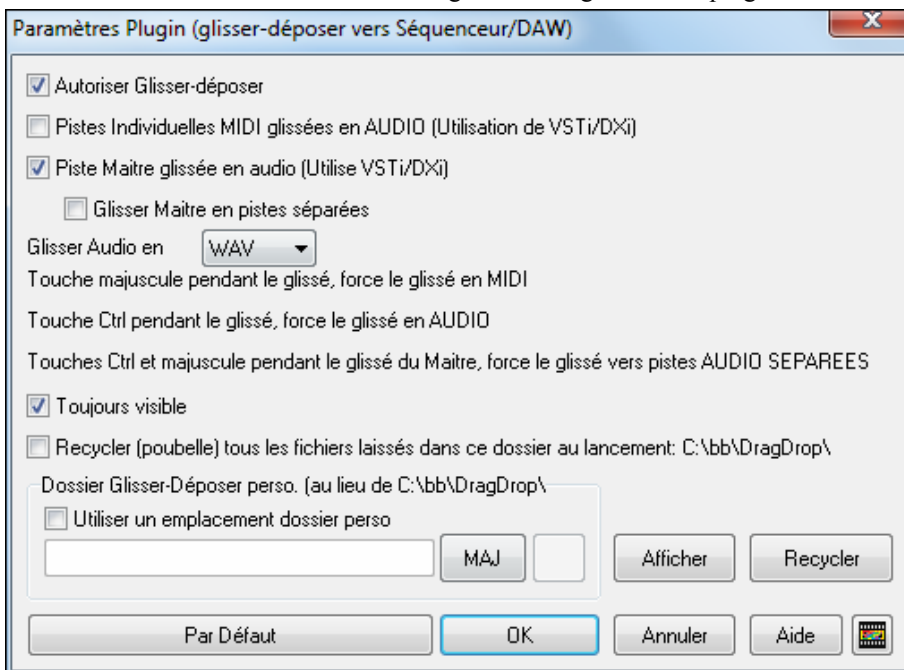 Paramètres Plugin (glisser-déposer vers Séquenceur/DAW)
Autoriser Glisser-déposer
Pistes Individuelles MIDI glissées en AUDIO (Utilisation de VSTi/DXi)
Piste Maitre glissée en audio (Utilise VSTi/DXi)
Glisser Maitre en pistes séparées
Glisser Audio en WAV
Touche majuscule pendant le glissé, force le glissé en MIDI
Touche Ctrl pendant le glissé, force le glissé en AUDIO
Touches Ctrl et majuscule pendant le glissé du Maitre, force le glissé vers pistes AUDIO SEPAREES
Toujours visible
Recycler (poubelle) tous les fichiers laissés dans ce dossier au lancement: C:\bb\DragDrop\
Dossier Glisser-Déposer perso. (au lieu de C:\bb\DragDrop\
Utiliser un emplacement dossier perso
MAJ Afficher Recycler
Par Défaut OK Annuler Aide